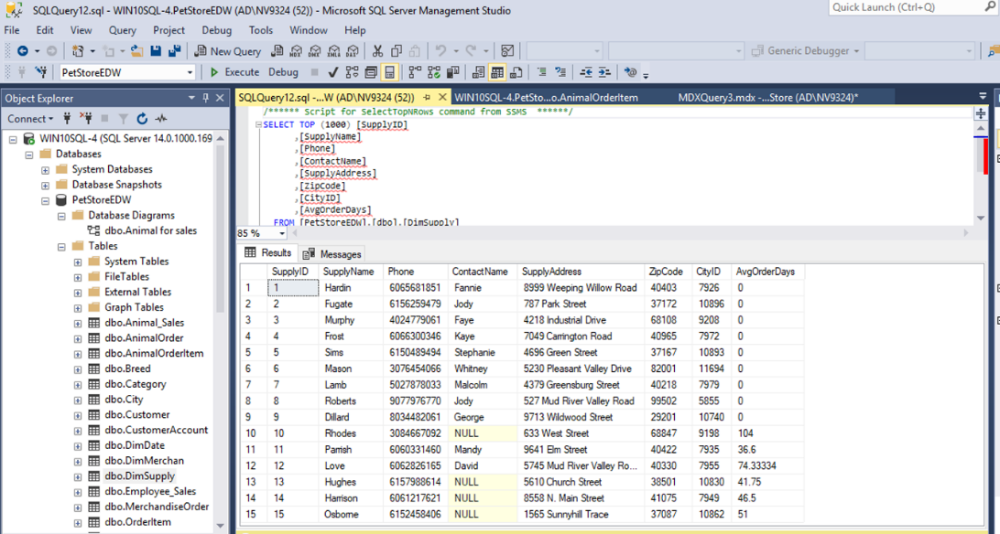 SQLQuery12.sql - WIN10SQL-4.PetStoreEDW (AD\NV9324 (52)) - Microsoft SQL Server Management Studio
Quick Launch (Ctrl+Q)
File Edit View Query Project Debug Tools Window Help
New Query
Generic Debugger
PetStoreEDW
Execute Debug
Object Explorer
SQLQuery12.sql -...W (AD\NV9324 (52))
WIN10SQL-4.PetSto...o.AnimalOrderItem
MDXQuery3.mdx -...Store (AD\NV9324)*
Connect
WIN10SQL-4 (SQL Server 14.0.1000.169
Databases
System Databases
Database Snapshots
PetStoreEDW
Database Diagrams
dbo.Animal for sales
Tables
System Tables
FileTables
External Tables
Graph Tables
dbo.Animal_Sales
dbo.AnimalOrder
dbo.AnimalOrderItem
dbo.Breed
dbo.Category
dbo.City
dbo.Customer
dbo.CustomerAccount
dbo.DimDate
dbo.DimMerchan
dbo.DimSupply
dbo.Employee_Sales
dbo.MerchandiseOrder
dbo.OrderItem
/****** Script for SelectTopNRows command from SSMS ******/
SELECT TOP (1000) [SupplyID]
,[SupplyName]
,[Phone]
,[ContactName]
,[SupplyAddress]
,[ZipCode]
,[CityID]
,[AvgOrderDays]
FROM [PetStoreEDW].[dbo].[DimSupply]
85 %
Results Messages
SupplyID SupplyName Phone ContactName SupplyAddress ZipCode CityID AvgOrderDays
1 1 Hardin 6065681851 Fannie 8999 Weeping Willow Road 40403 7926 0
2 2 Fugate 6156259479 Jody 787 Park Street 37172 10896 0
3 3 Murphy 4024779061 Faye 4218 Industrial Drive 68108 9208 0
4 4 Frost 6066300346 Kaye 7049 Carrington Road 40965 7972 0
5 5 Sims 6150489494 Stephanie 4696 Green Street 37167 10893 0
6 6 Mason 3076454066 Whitney 5230 Pleasant Valley Drive 82001 11694 0
7 7 Lamb 5027878033 Malcolm 4379 Greensburg Street 40218 7979 0
8 8 Roberts 9077976770 Jody 527 Mud River Valley Road 99502 5855 0
9 9 Dillard 8034482061 George 9713 Wildwood Street 29201 10740 0
10 10 Rhodes 3084667092 NULL 633 West Street 68847 9198 104
11 11 Parrish 6060331460 Mandy 9641 Elm Street 40422 7935 36.6
12 12 Love 6062826165 David 5745 Mud River Valley Ro... 40330 7955 74.33334
13 13 Hughes 6157988614 NULL 5610 Church Street 38501 10830 41.75
14 14 Harrison 6061217621 NULL 8558 N. Main Street 41075 7949 46.5
15 15 Osborne 6152458406 NULL 1565 Sunnyhill Trace 37087 10862 51